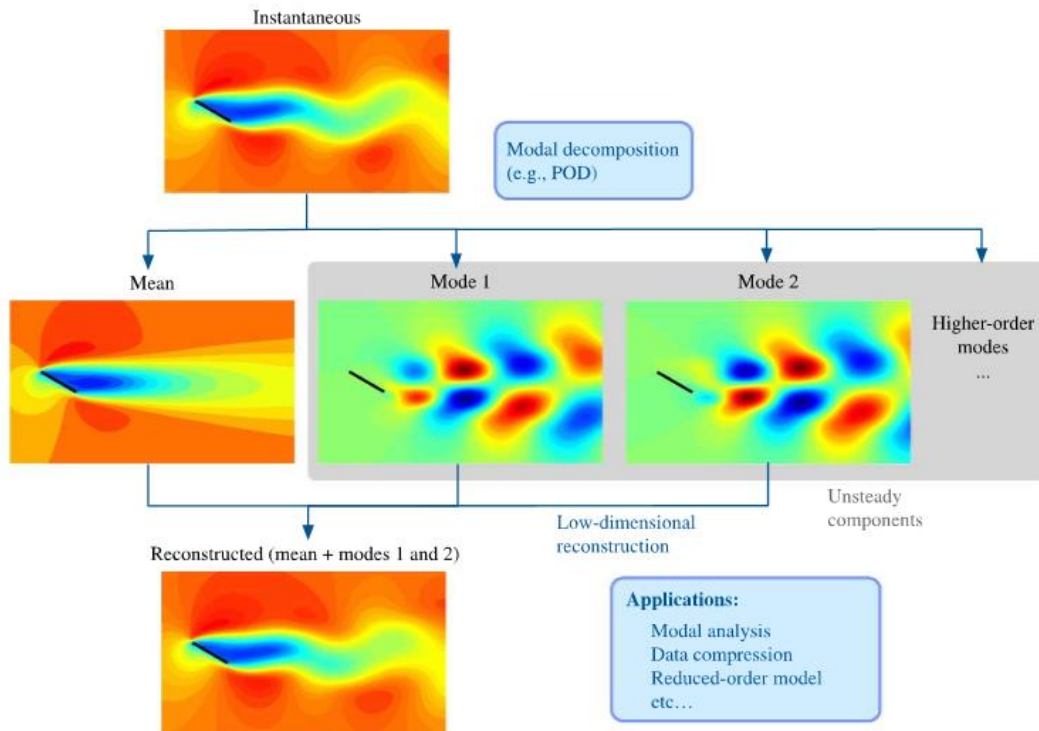 Instantaneous
Modal decomposition
(e.g., POD)
Mean
Mode 1
Mode 2
Higher-order
modes
...
Unsteady
components
Low-dimensional
reconstruction
Reconstructed (mean + modes 1 and 2)
Applications:
Modal analysis
Data compression
Reduced-order model
etc…